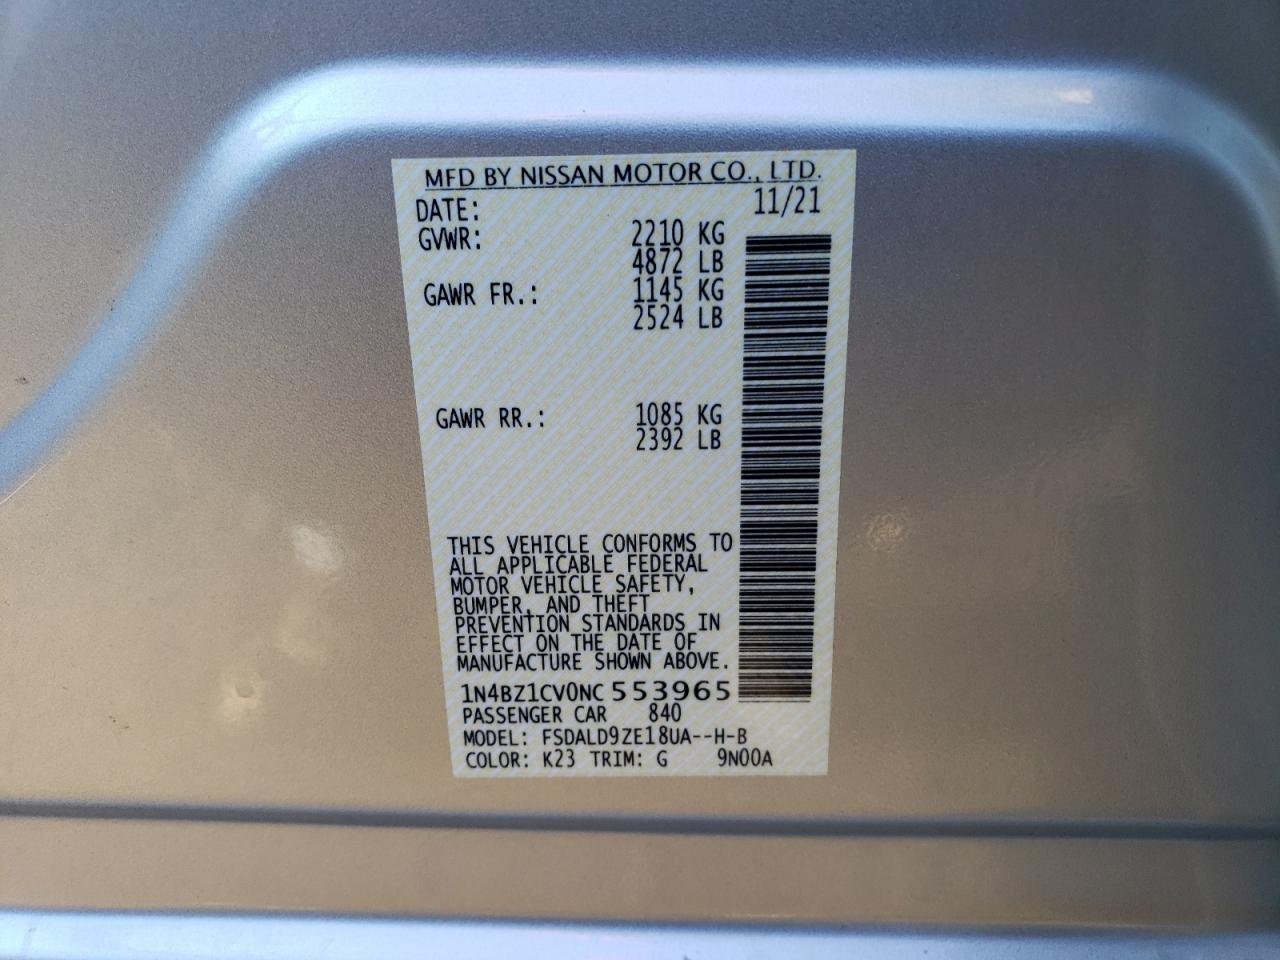 MFD BY NISSAN MOTOR CO., LTD.
DATE: 11/21
GVWR: 2210 KG
4872 LB
GAWR FR.: 1145 KG
2524 LB
GAWR RR.: 1085 KG
2392 LB
THIS VEHICLE CONFORMS TO
ALL APPLICABLE FEDERAL
MOTOR VEHICLE SAFETY,
BUMPER, AND THEFT
PREVENTION STANDARDS IN
EFFECT ON THE DATE OF
MANUFACTURE SHOWN ABOVE.
1N4BZ1CV0NC553965
PASSENGER CAR 840
MODEL: FSDALD9ZE18UA--H-B
COLOR: K23 TRIM: G 9N00A